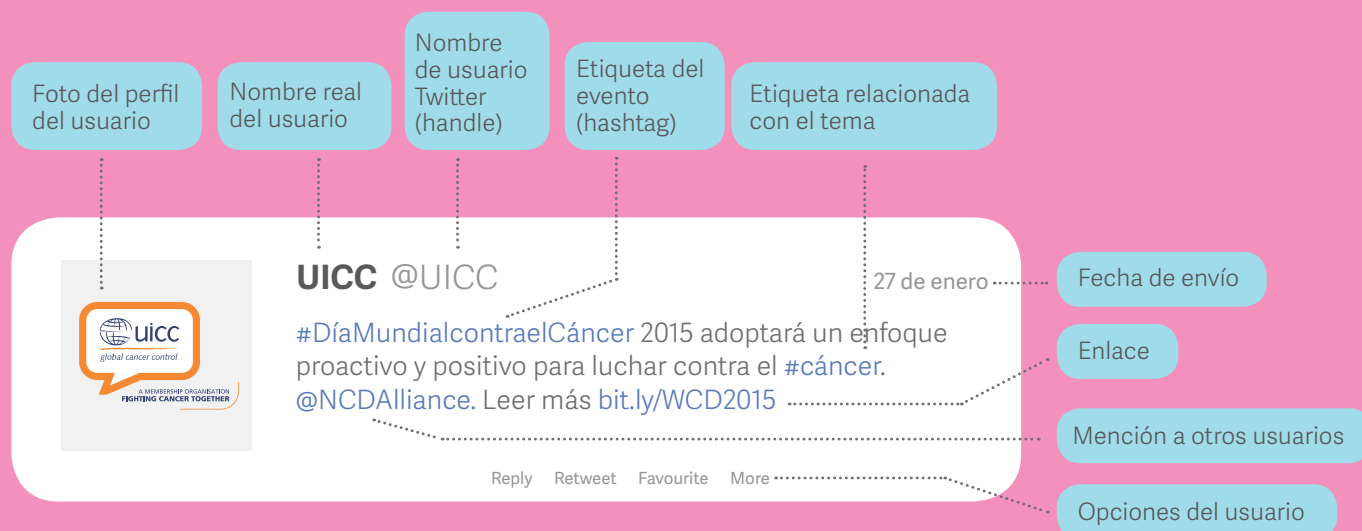 Foto del perfil
del usuario
Nombre real
del usuario
Nombre
de usuario
Twitter
(handle)
Etiqueta del
evento
(hashtag)
Etiqueta relacionada
con el tema
UICC @UICC
27 de enero
#DíaMundialcontraelCáncer 2015 adoptará un enfoque
proactivo y positivo para luchar contra el #cáncer.
@NCDAlliance. Leer más bit.ly/WCD2015
uicc
global cancer control
A MEMBERSHIP ORGANISATION
FIGHTING CANCER TOGETHER
Reply Retweet Favourite More
Fecha de envío
Enlace
Mención a otros usuarios
Opciones del usuario